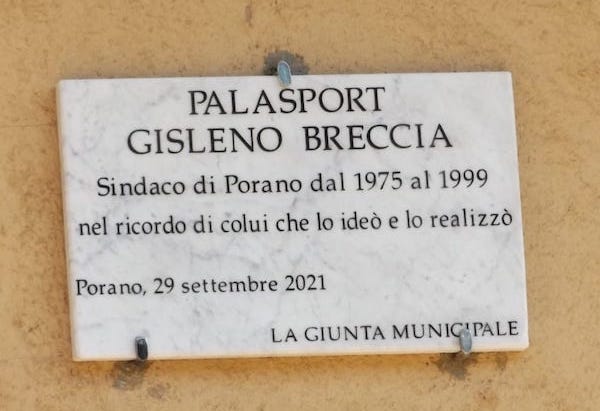 PALASPORT
GISLENO BRECCIA
Sindaco di Porano dal 1975 al 1999
nel ricordo di colui che lo ideò e lo realizzò
Porano, 29 settembre 2021
LA GIUNTA MUNICIPALE